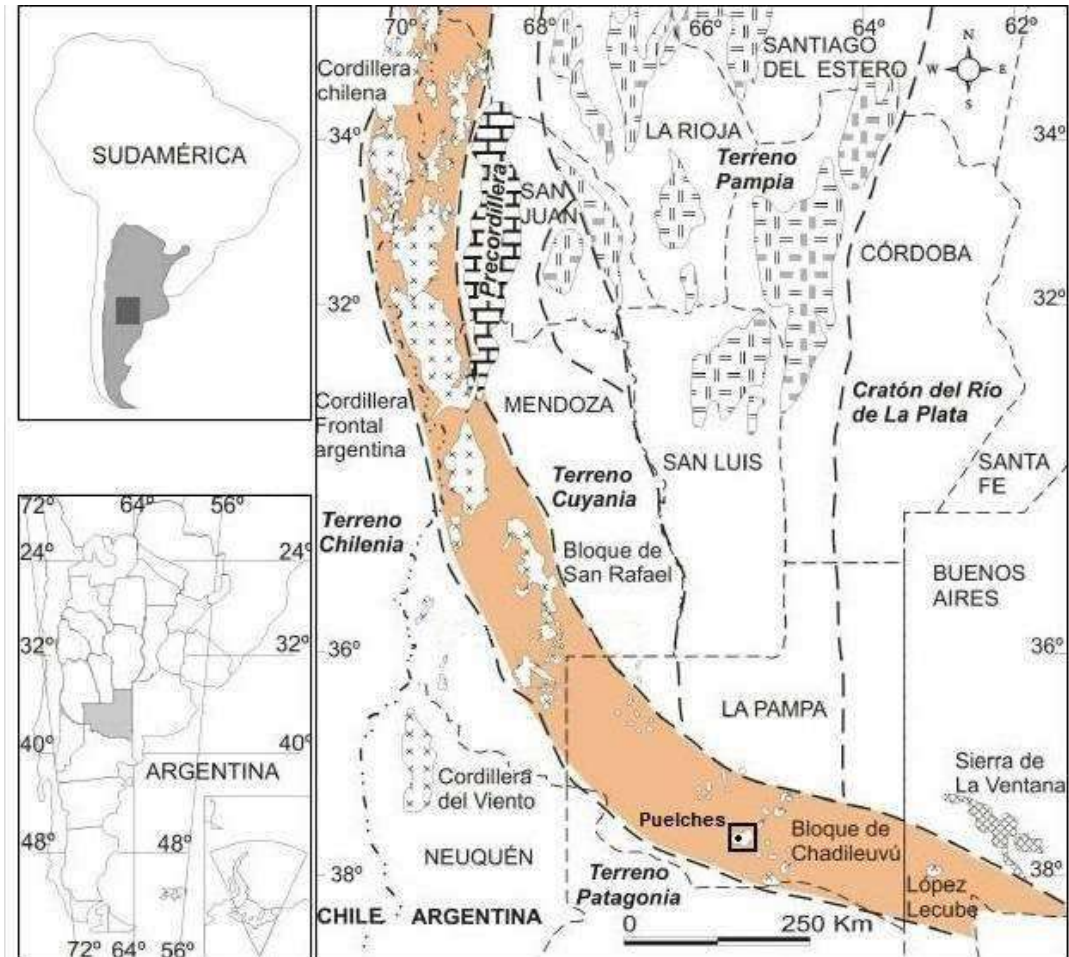 SUDAMÉRICA
72º 64º 56º
24º 24º
32º 32º
40º 40º
ARGENTINA
48º 48º
72º 64º 56º
70º 68º 66º 64º 62º
N
W E
S
Cordillera
chilena
SANTIAGO
DEL ESTERO
34º 34º
LA RIOJA
Terreno
Pampia
Precordillera
SAN
JUAN
CÓRDOBA
32º 32º
Cordillera
Frontal
argentina
MENDOZA
Cratón del Río
de La Plata
SAN LUIS
SANTA
FE
Terreno
Cuyania
Terreno
Chilenia
Bloque de
San Rafael
BUENOS
AIRES
36º 36º
LA PAMPA
Cordillera
del Viento
Sierra de
La Ventana
Puelches
Bloque de
Chadileuvú
NEUQUÉN
38º 38º
Terreno
Patagonia
López
Lecube
CHILE ARGENTINA
0 250 Km